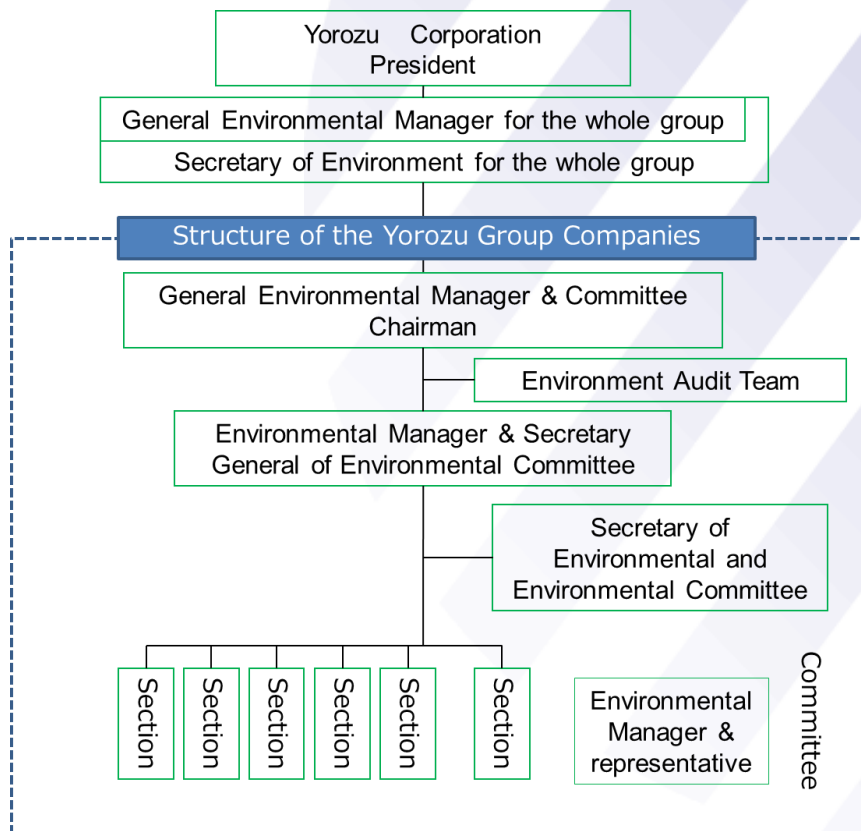 Yorozu Corporation
President
General Environmental Manager for the whole group
Secretary of Environment for the whole group
Structure of the Yorozu Group Companies
General Environmental Manager & Committee
Chairman
Environment Audit Team
Environmental Manager & Secretary
General of Environmental Committee
Secretary of
Environmental and
Environmental Committee
Section
Section
Section
Section
Section
Section
Environmental
Manager &
representative
Committee